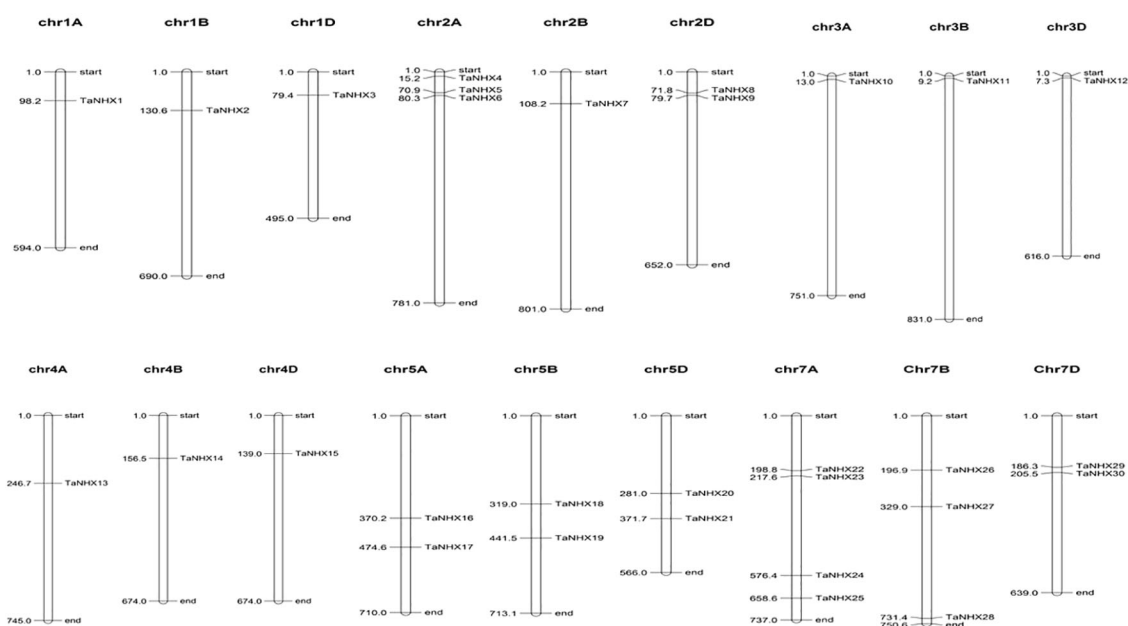 chr1A chr1B chr1D chr2A chr2B chr2D chr3A chr3B chr3D
1.0 start
98.2 TaNHX1
594.0 end
1.0 start
130.6 TaNHX2
690.0 end
1.0 start
79.4 TaNHX3
495.0 end
1.0 start
15.2 TaNHX4
70.9 TaNHX5
80.3 TaNHX6
781.0 end
1.0 start
108.2 TaNHX7
801.0 end
1.0 start
71.8 TaNHX8
79.7 TaNHX9
652.0 end
1.0 start
13.0 TaNHX10
751.0 end
1.0 start
9.2 TaNHX11
831.0 end
1.0 start
7.3 TaNHX12
616.0 end
chr4A chr4B chr4D chr5A chr5B chr5D chr7A Chr7B Chr7D
1.0 start
246.7 TaNHX13
745.0 end
1.0 start
156.5 TaNHX14
674.0 end
1.0 start
139.0 TaNHX15
674.0 end
1.0 start
370.2 TaNHX16
474.6 TaNHX17
710.0 end
1.0 start
319.0 TaNHX18
441.5 TaNHX19
713.1 end
1.0 start
281.0 TaNHX20
371.7 TaNHX21
566.0 end
1.0 start
198.8 TaNHX22
217.6 TaNHX23
576.4 TaNHX24
658.6 TaNHX25
737.0 end
1.0 start
196.9 TaNHX26
329.0 TaNHX27
731.4 TaNHX28
750.6 end
1.0 start
186.3 TaNHX29
205.5 TaNHX30
639.0 end